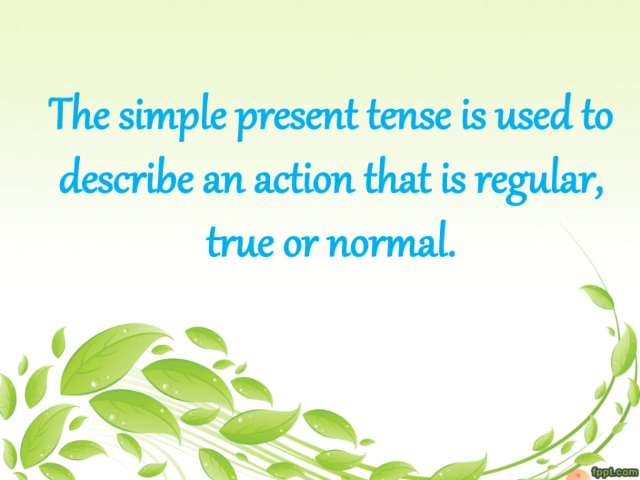 The simple present tense is used to
describe an action that is regular,
true or normal.
fppt.com